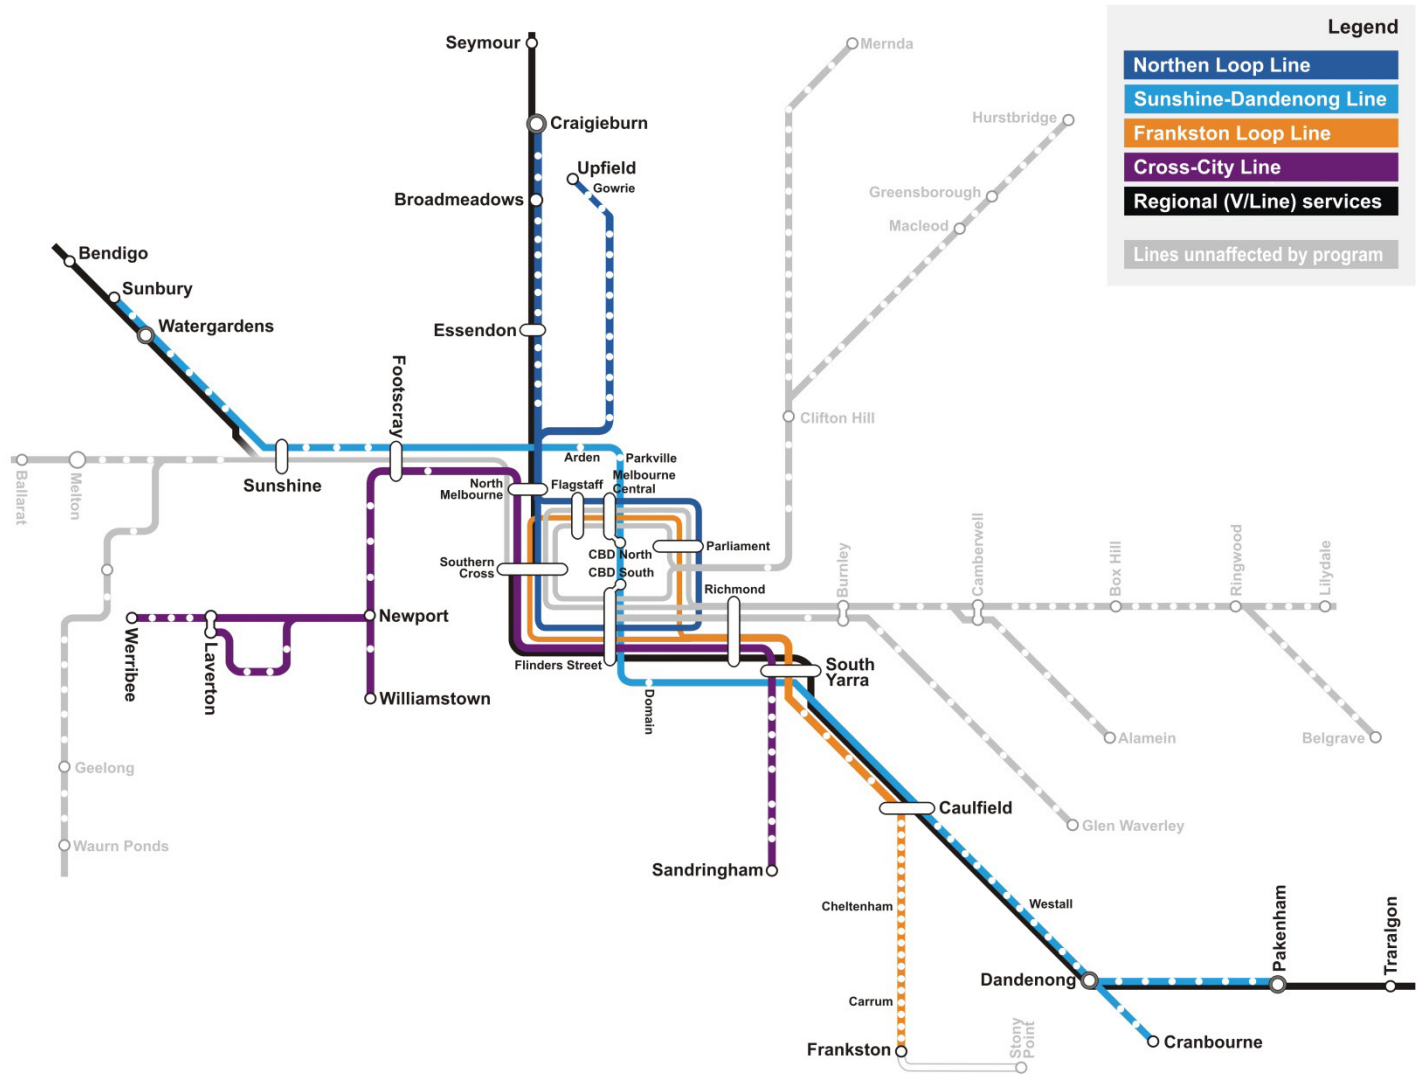 Legend
Northen Loop Line
Sunshine-Dandenong Line
Frankston Loop Line
Cross-City Line
Regional (V/Line) services
Lines unnaffected by program
Seymour
Mernda
Craigieburn
Hurstbridge
Upfield
Gowrie
Broadmeadows
Greensborough
Macleod
Bendigo
Sunbury
Watergardens
Essendon
Footscray
Clifton Hill
Arden
Parkville
Ballarat
Melton
Sunshine
North
Melbourne
Flagstaff
Melbourne
Central
Southern
Cross
CBD North
CBD South
Parliament
Richmond
Burnley
Camberwell
Box Hill
Ringwood
Lilydale
Werribee
Laverton
Newport
Williamstown
Flinders Street
Domain
South
Yarra
Alamein
Belgrave
Geelong
Waurn Ponds
Caulfield
Glen Waverley
Sandringham
Cheltenham
Westall
Dandenong
Pakenham
Traralgon
Carrum
Cranbourne
Frankston
Stony
Point